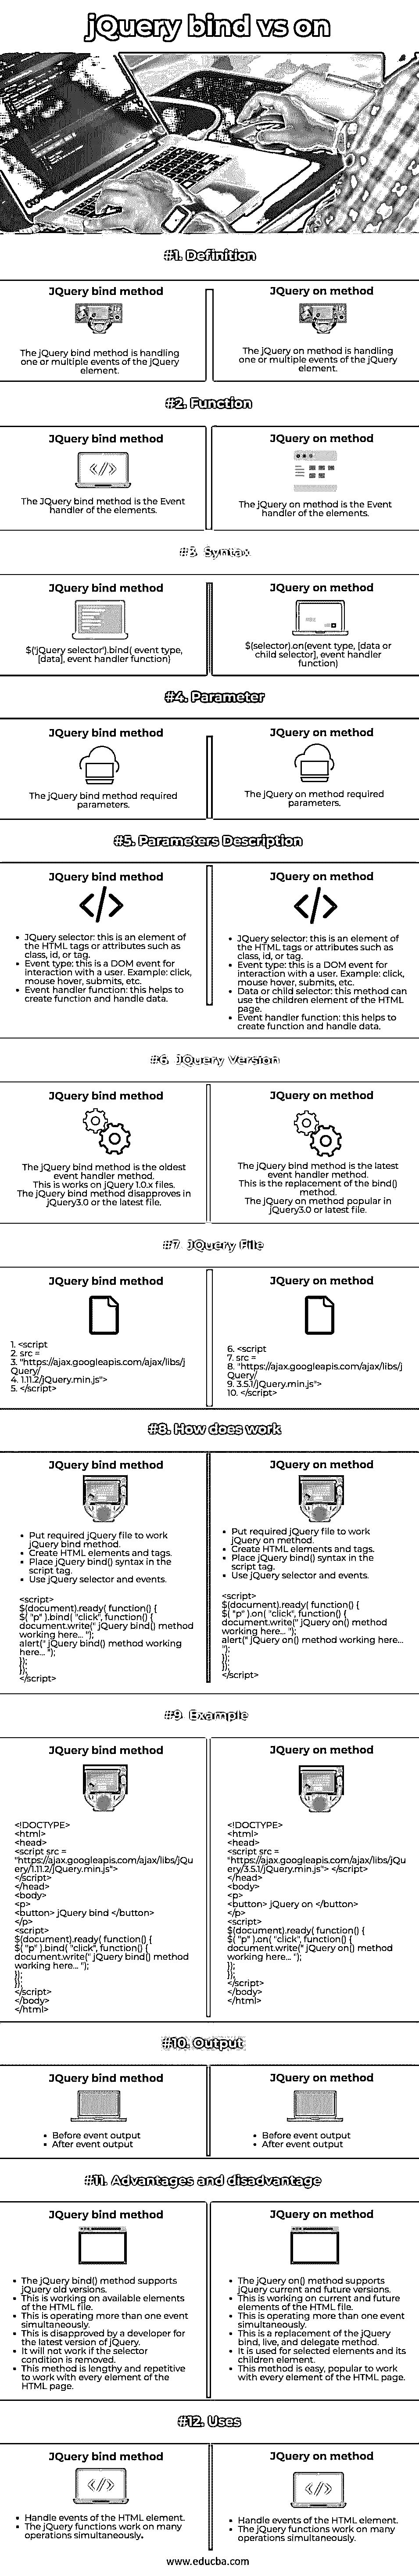 jQuery bind vs on
#1. Definition
JQuery bind method
The jQuery bind method is handling
one or multiple events of the jQuery
element.
JQuery on method
The jQuery on method is handling
one or multiple events of the jQuery
element.
#2. Function
JQuery bind method
The JQuery bind method is the Event
handler of the elements.
JQuery on method
The jQuery on method is the Event
handler of the elements.
#3. Syntax
JQuery bind method
$('jQuery selector').bind( event type,
[data], event handler function)
JQuery on method
$(selector).on(event type, [data or
child selector], event handler
function)
#4. Parameter
JQuery bind method
The jQuery bind method required
parameters.
JQuery on method
The jQuery on method required
parameters.
#5. Parameters Description
JQuery bind method
</>
• JQuery selector: this is an element of
the HTML tags or attributes such as
class, id, or tag.
• Event type: this is a DOM event for
interaction with a user. Example: click,
mouse hover, submits, etc.
• Event handler function: this helps to
create function and handle data.
JQuery on method
</>
• JQuery selector: this is an element of
the HTML tags or attributes such as
class, id, or tag.
• Event type: this is a DOM event for
interaction with a user. Example: click,
mouse hover, submits, etc.
• Data or child selector: this method can
use the children element of the HTML
page.
• Event handler function: this helps to
create function and handle data.
#6. JQuery Version
JQuery bind method
The jQuery bind method is the oldest
event handler method.
This is works on jQuery 1.0.x files.
The jQuery bind method disapproves in
jQuery3.0 or the latest file.
JQuery on method
The jQuery bind method is the latest
event handler method.
This is the replacement of the bind()
method.
The jQuery on method popular in
jQuery3.0 or latest file.
#7. JQuery File
JQuery bind method
1. <script
2. src =
3. "https://ajax.googleapis.com/ajax/libs/j
Query/
4. 1.11.2/jQuery.min.js">
5. </script>
JQuery on method
6. <script
7. src =
8. "https://ajax.googleapis.com/ajax/libs/j
Query/
9. 3.5.1/jQuery.min.js">
10. </script>
#8. How does work
JQuery bind method
• Put required jQuery file to work
jQuery bind method.
• Create HTML elements and tags.
• Place jQuery bind() syntax in the
script tag.
• Use jQuery selector and events.
<script>
$(document).ready( function() {
$( "p" ).bind( "click", function() {
document.write(" jQuery bind() method
working here... ");
alert(" jQuery bind() method working
here... ");
});
});
</script>
JQuery on method
• Put required jQuery file to work
jQuery on method.
• Create HTML elements and tags.
• Place jQuery bind() syntax in the
script tag.
• Use jQuery selector and events.
<script>
$(document).ready( function() {
$( "p" ).on( "click", function() {
document.write(" jQuery on() method
working here... ");
alert(" jQuery on() method working here...
");
});
});
</script>
#9. Example
JQuery bind method
<!DOCTYPE>
<html>
<head>
<script src =
"https://ajax.googleapis.com/ajax/libs/jQu
ery/1.11.2/jQuery.min.js">
</script>
</head>
<body>
<p>
<button> jQuery bind </button>
</p>
<script>
$(document).ready( function() {
$( "p" ).bind( "click", function() {
document.write(" jQuery bind() method
working here... ");
});
});
</script>
</body>
</html>
JQuery on method
<!DOCTYPE>
<html>
<head>
<script src =
"https://ajax.googleapis.com/ajax/libs/jQu
ery/3.5.1/jQuery.min.js"> </script>
</head>
<body>
<p>
<button> jQuery on </button>
</p>
<script>
$(document).ready( function() {
$( "p" ).on( "click", function() {
document.write(" jQuery on() method
working here... ");
});
});
</script>
</body>
</html>
#10. Output
JQuery bind method
• Before event output
• After event output
JQuery on method
• Before event output
• After event output
#11. Advantages and disadvantage
JQuery bind method
• The jQuery bind() method supports
jQuery old versions.
• This is working on available elements
of the HTML file.
• This is operating more than one event
simultaneously.
• This is disapproved by a developer for
the latest version of jQuery.
• It will not work if the selector
condition is removed.
• This method is lengthy and repetitive
to work with every element of the
HTML page.
JQuery on method
• The jQuery on() method supports
jQuery current and future versions.
• This is working on current and future
elements of the HTML file.
• This is operating more than one event
simultaneously.
• This is a replacement of the jQuery
bind, live, and delegate method.
• It is used for selected elements and its
children element.
• This method is easy, popular to work
with every element of the HTML page.
#12. Uses
JQuery bind method
• Handle events of the HTML element.
• The jQuery functions work on many
operations simultaneously.
JQuery on method
• Handle events of the HTML element.
• The jQuery functions work on many
operations simultaneously.
www.educba.com